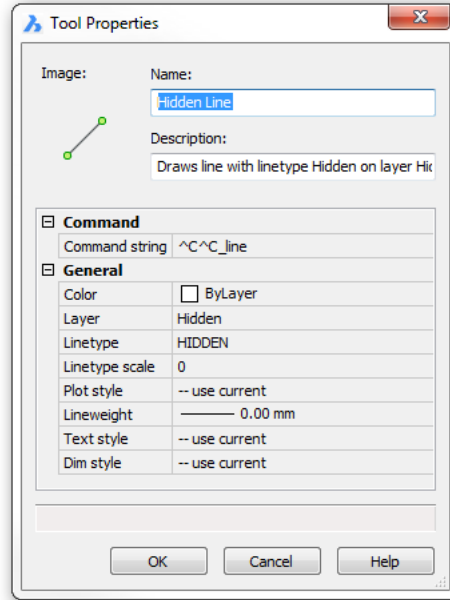 Tool Properties
Image:
Name:
Hidden Line
Description:
Draws line with linetype Hidden on layer Hid
Command
Command string ^C^C_line
General
Color ByLayer
Layer Hidden
Linetype HIDDEN
Linetype scale 0
Plot style -- use current
Lineweight 0.00 mm
Text style -- use current
Dim style -- use current
OK Cancel Help